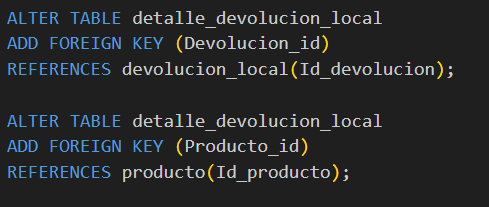 ALTER TABLE detalle_devolucion_local
ADD FOREIGN KEY (Devolucion_id)
REFERENCES devolucion_local(Id_devolucion);
ALTER TABLE detalle_devolucion_local
ADD FOREIGN KEY (Producto_id)
REFERENCES producto(Id_producto);